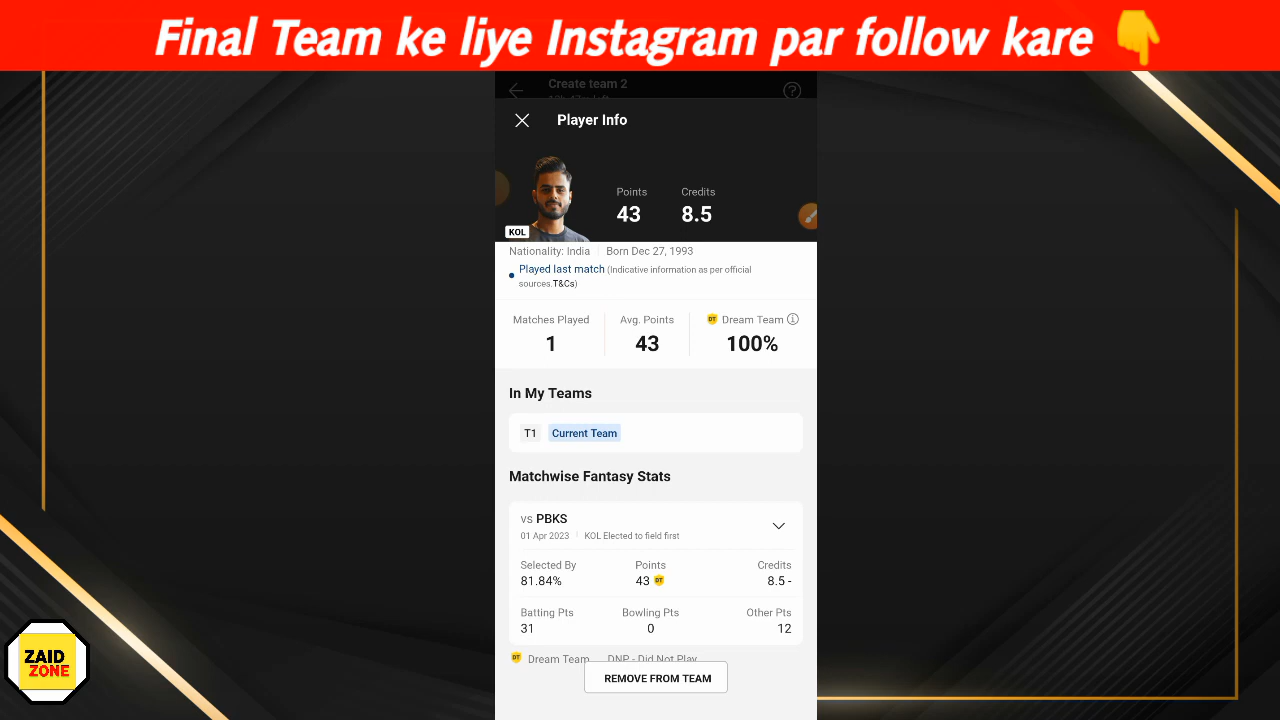 Final Team ke liye Instagram par follow kare 👇
Create team 2
Player Info
Points Credits
43 8.5
KOL
Nationality: India Born Dec 27, 1993
Played last match (Indicative information as per official
sources.T&Cs)
Matches Played Avg. Points DT Dream Team
1 43 100%
In My Teams
T1 Current Team
Matchwise Fantasy Stats
vs PBKS
01 Apr 2023 KOL Elected to field first
Selected By Points Credits
81.84% 43 DT 8.5 -
Batting Pts Bowling Pts Other Pts
31 0 12
DT Dream Team DNP - Did Not Play
REMOVE FROM TEAM
ZAID
ZONE